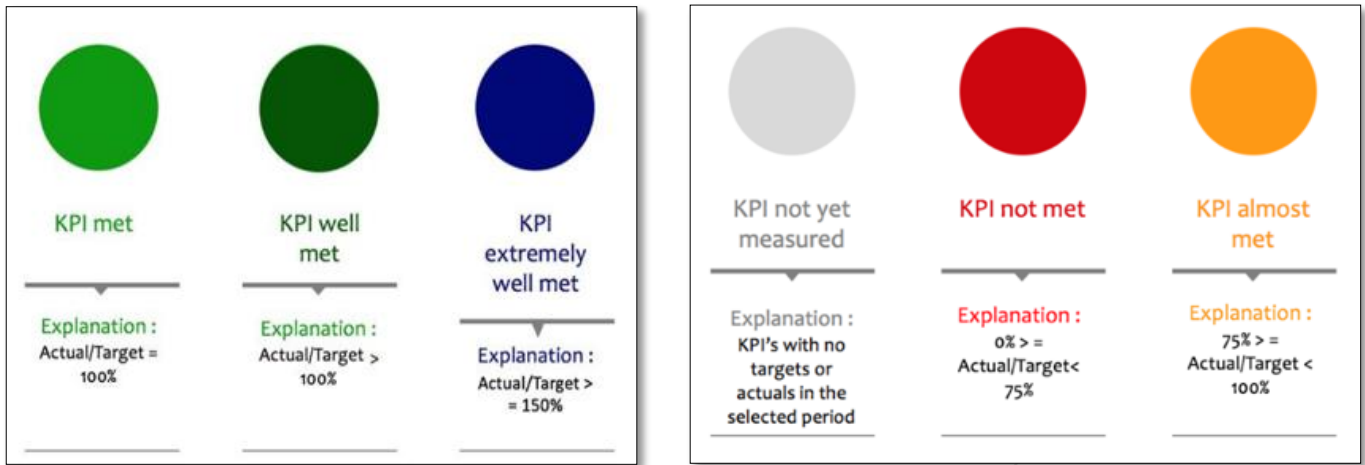 KPI met
Explanation :
Actual/Target =
100%
KPI well
met
Explanation :
Actual/Target >
100%
KPI
extremely
well met
Explanation :
Actual/Target >
= 150%
KPI not yet
measured
Explanation :
KPI's with no
targets or
actuals in the
selected period
KPI not met
Explanation :
0% > =
Actual/Target<
75%
KPI almost
met
Explanation :
75% > =
Actual/Target <
100%